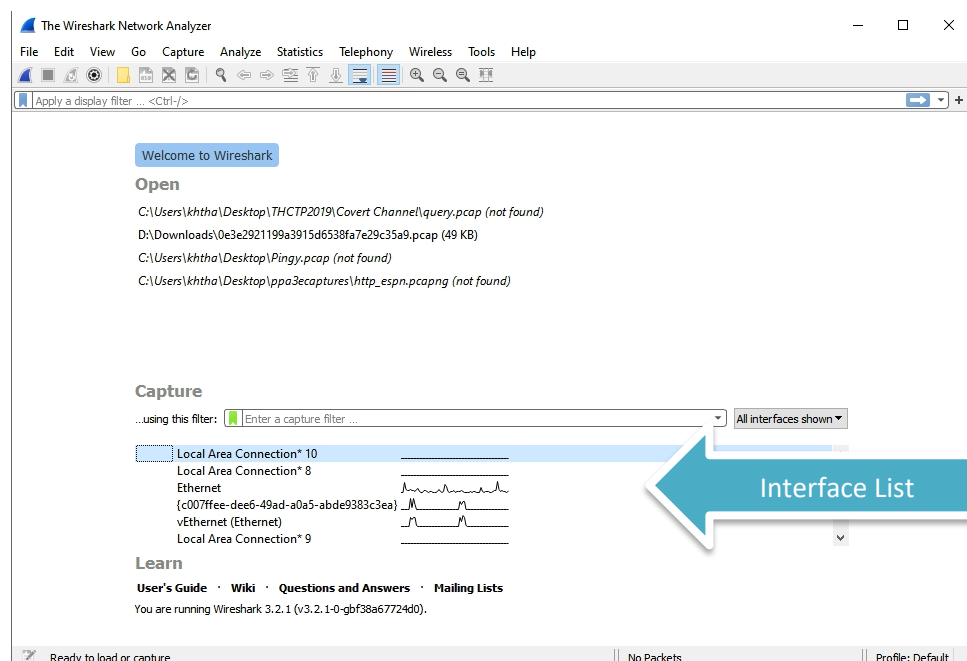 The Wireshark Network Analyzer
File Edit View Go Capture Analyze Statistics Telephony Wireless Tools Help
Apply a display filter ... <Ctrl-/>
Welcome to Wireshark
Open
C:\Users\khtha\Desktop\THCTP2019\Covert Channel\query.pcap (not found)
D:\Downloads\0e3e2921199a3915d6538fa7e29c35a9.pcap (49 KB)
C:\Users\khtha\Desktop\Pingy.pcap (not found)
C:\Users\khtha\Desktop\ppa3ecaptures\http_espn.pcapng (not found)
Capture
...using this filter: Enter a capture filter ... All interfaces shown
Local Area Connection* 10
Local Area Connection* 8
Ethernet
Interface List
{c007ffee-dee6-49ad-a0a5-abde9383c3ea}
vEthernet (Ethernet)
Local Area Connection* 9
Learn
User's Guide · Wiki · Questions and Answers · Mailing Lists
You are running Wireshark 3.2.1 (v3.2.1-0-gbf38a67724d0).
Ready to load or capture No Packets Profile: Default